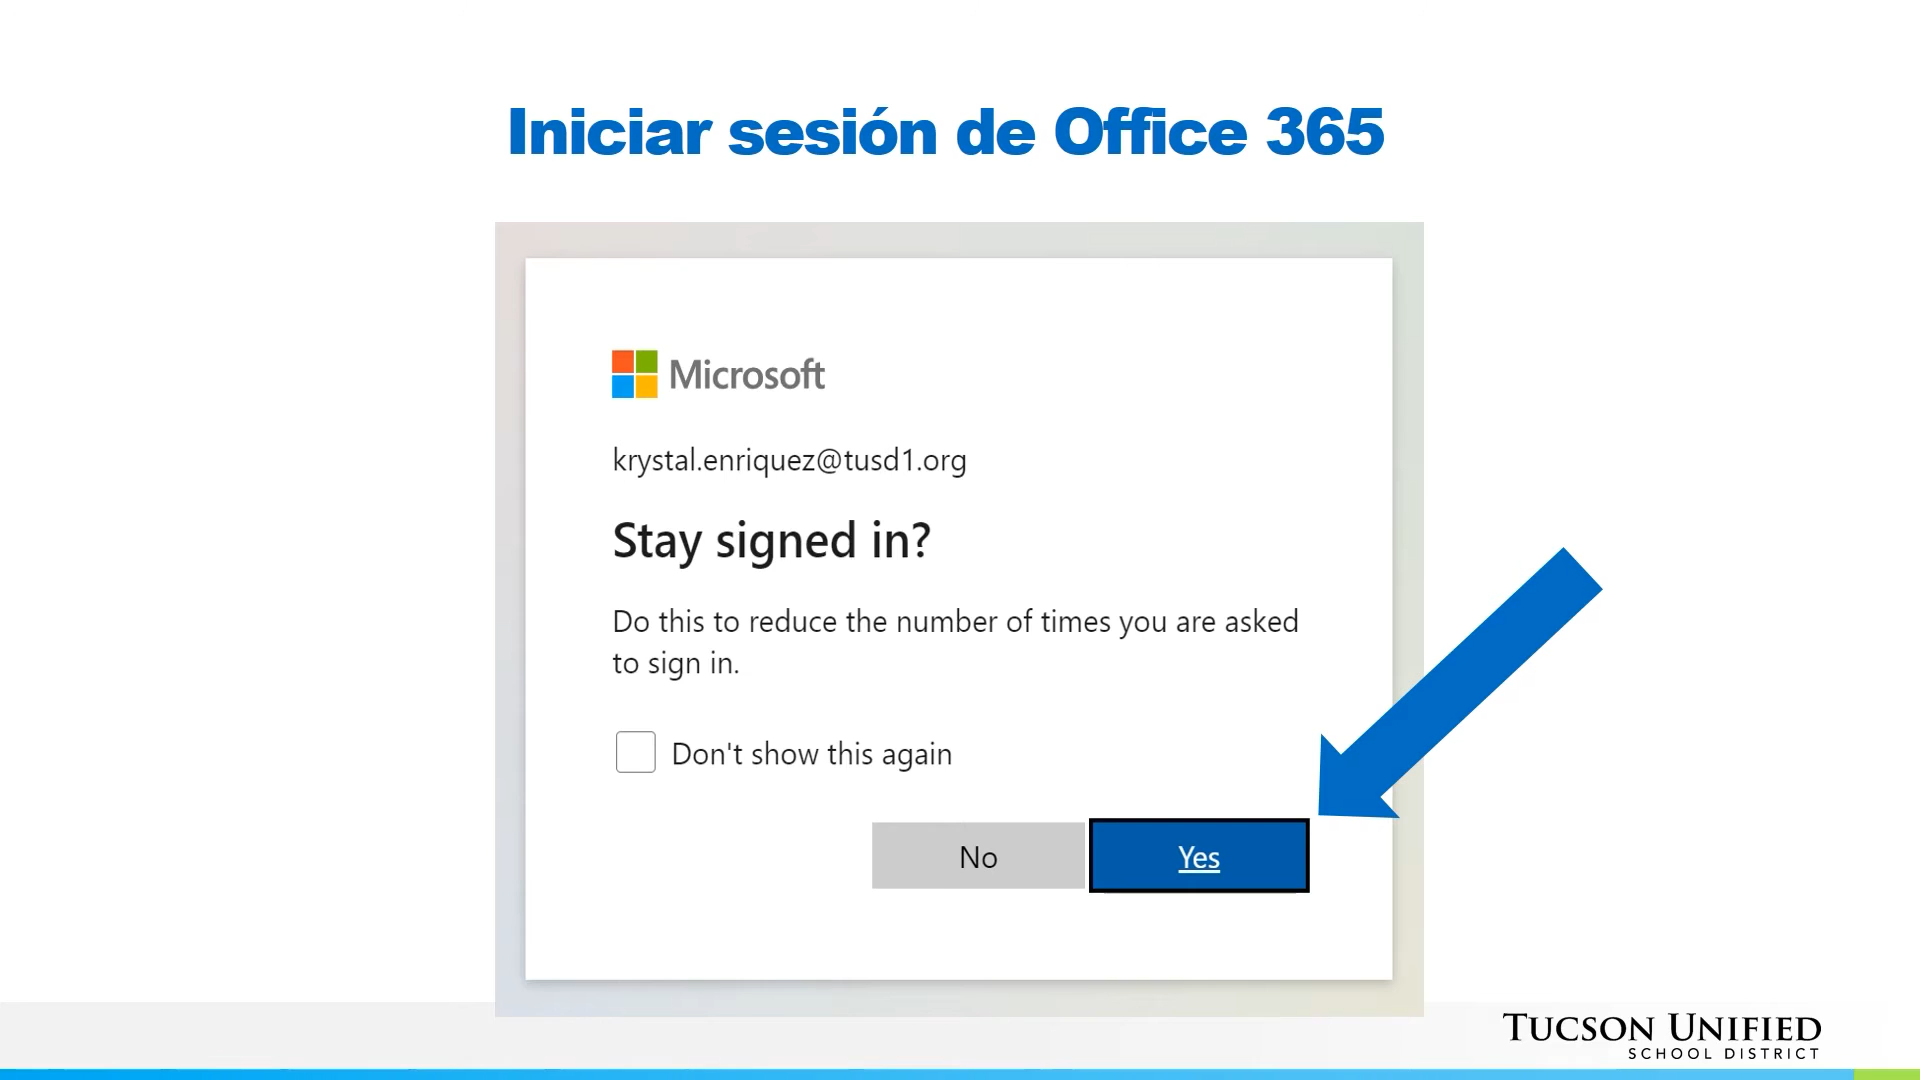 Iniciar sesión de Office 365
Microsoft
krystal.enriquez@tusd1.org
Stay signed in?
Do this to reduce the number of times you are asked
to sign in.
Don't show this again
No
Yes
TUCSON UNIFIED
SCHOOL DISTRICT